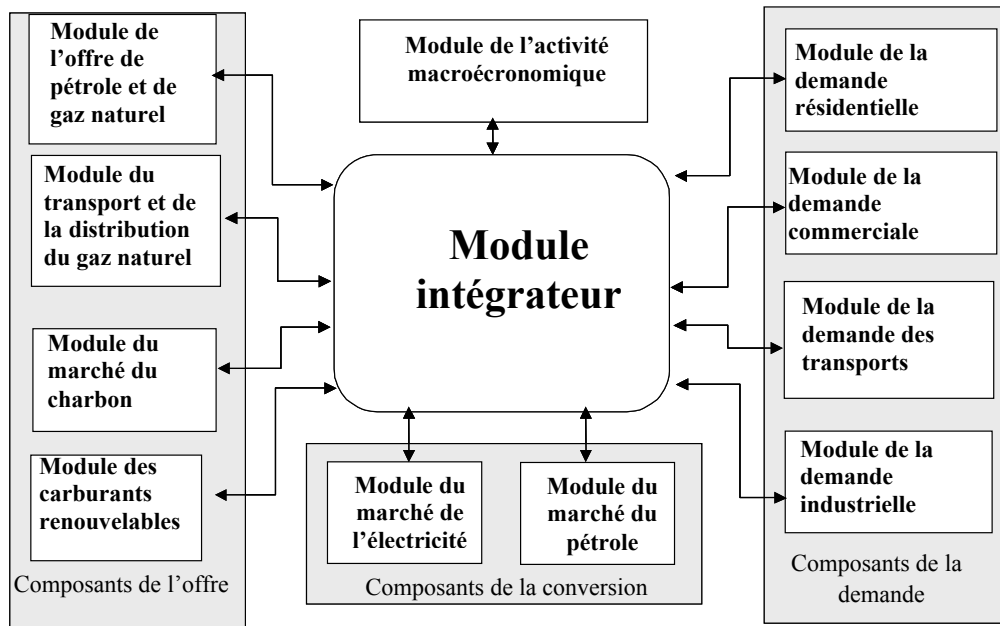 Module de
l’offre de
pétrole et de
gaz naturel
Module du
transport et de
la distribution
du gaz naturel
Module du
marché du
charbon
Module des
carburants
renouvelables
Composants de l’offre
Module de l’activité
macroécronomique
Module
intégrateur
Module du
marché de
l’électricité
Module du
marché du
pétrole
Composants de la conversion
Module de la
demande
résidentielle
Module de la
demande
commerciale
Module de la
demande des
transports
Module de la
demande
industrielle
Composants de la
demande